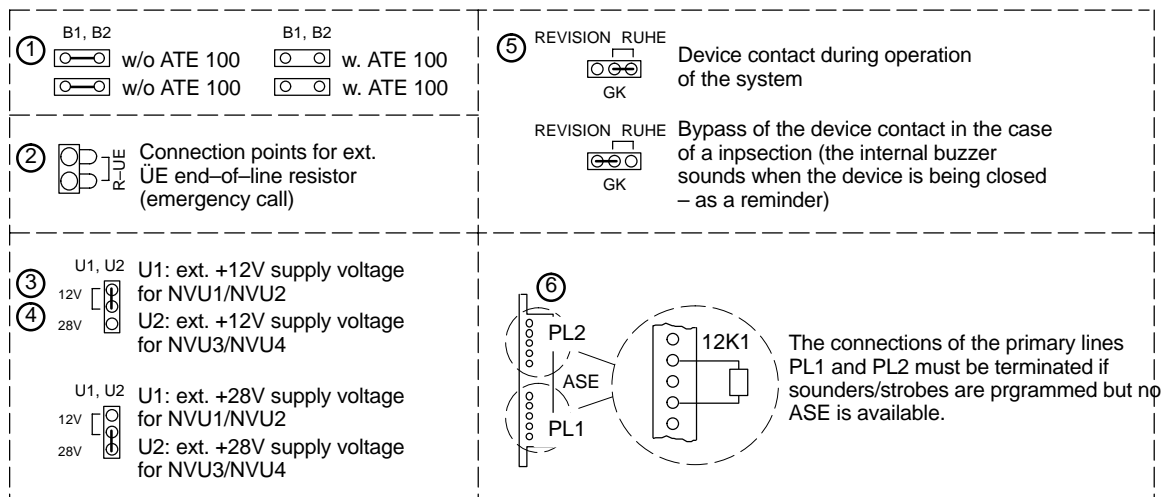 1
B1, B2
w/o ATE 100
w/o ATE 100
B1, B2
w. ATE 100
w. ATE 100
2
R–UE
Connection points for ext.
ÜE end–of–line resistor
(emergency call)
3
4
U1, U2
12V
28V
U1: ext. +12V supply voltage
for NVU1/NVU2
U2: ext. +12V supply voltage
for NVU3/NVU4
U1, U2
12V
28V
U1: ext. +28V supply voltage
for NVU1/NVU2
U2: ext. +28V supply voltage
for NVU3/NVU4
5
REVISION RUHE
GK
Device contact during operation
of the system
REVISION RUHE
GK
Bypass of the device contact in the case
of a inpsection (the internal buzzer
sounds when the device is being closed
– as a reminder)
6
PL2
ASE
PL1
12K1
The connections of the primary lines
PL1 and PL2 must be terminated if
sounders/strobes are prgrammed but no
ASE is available.